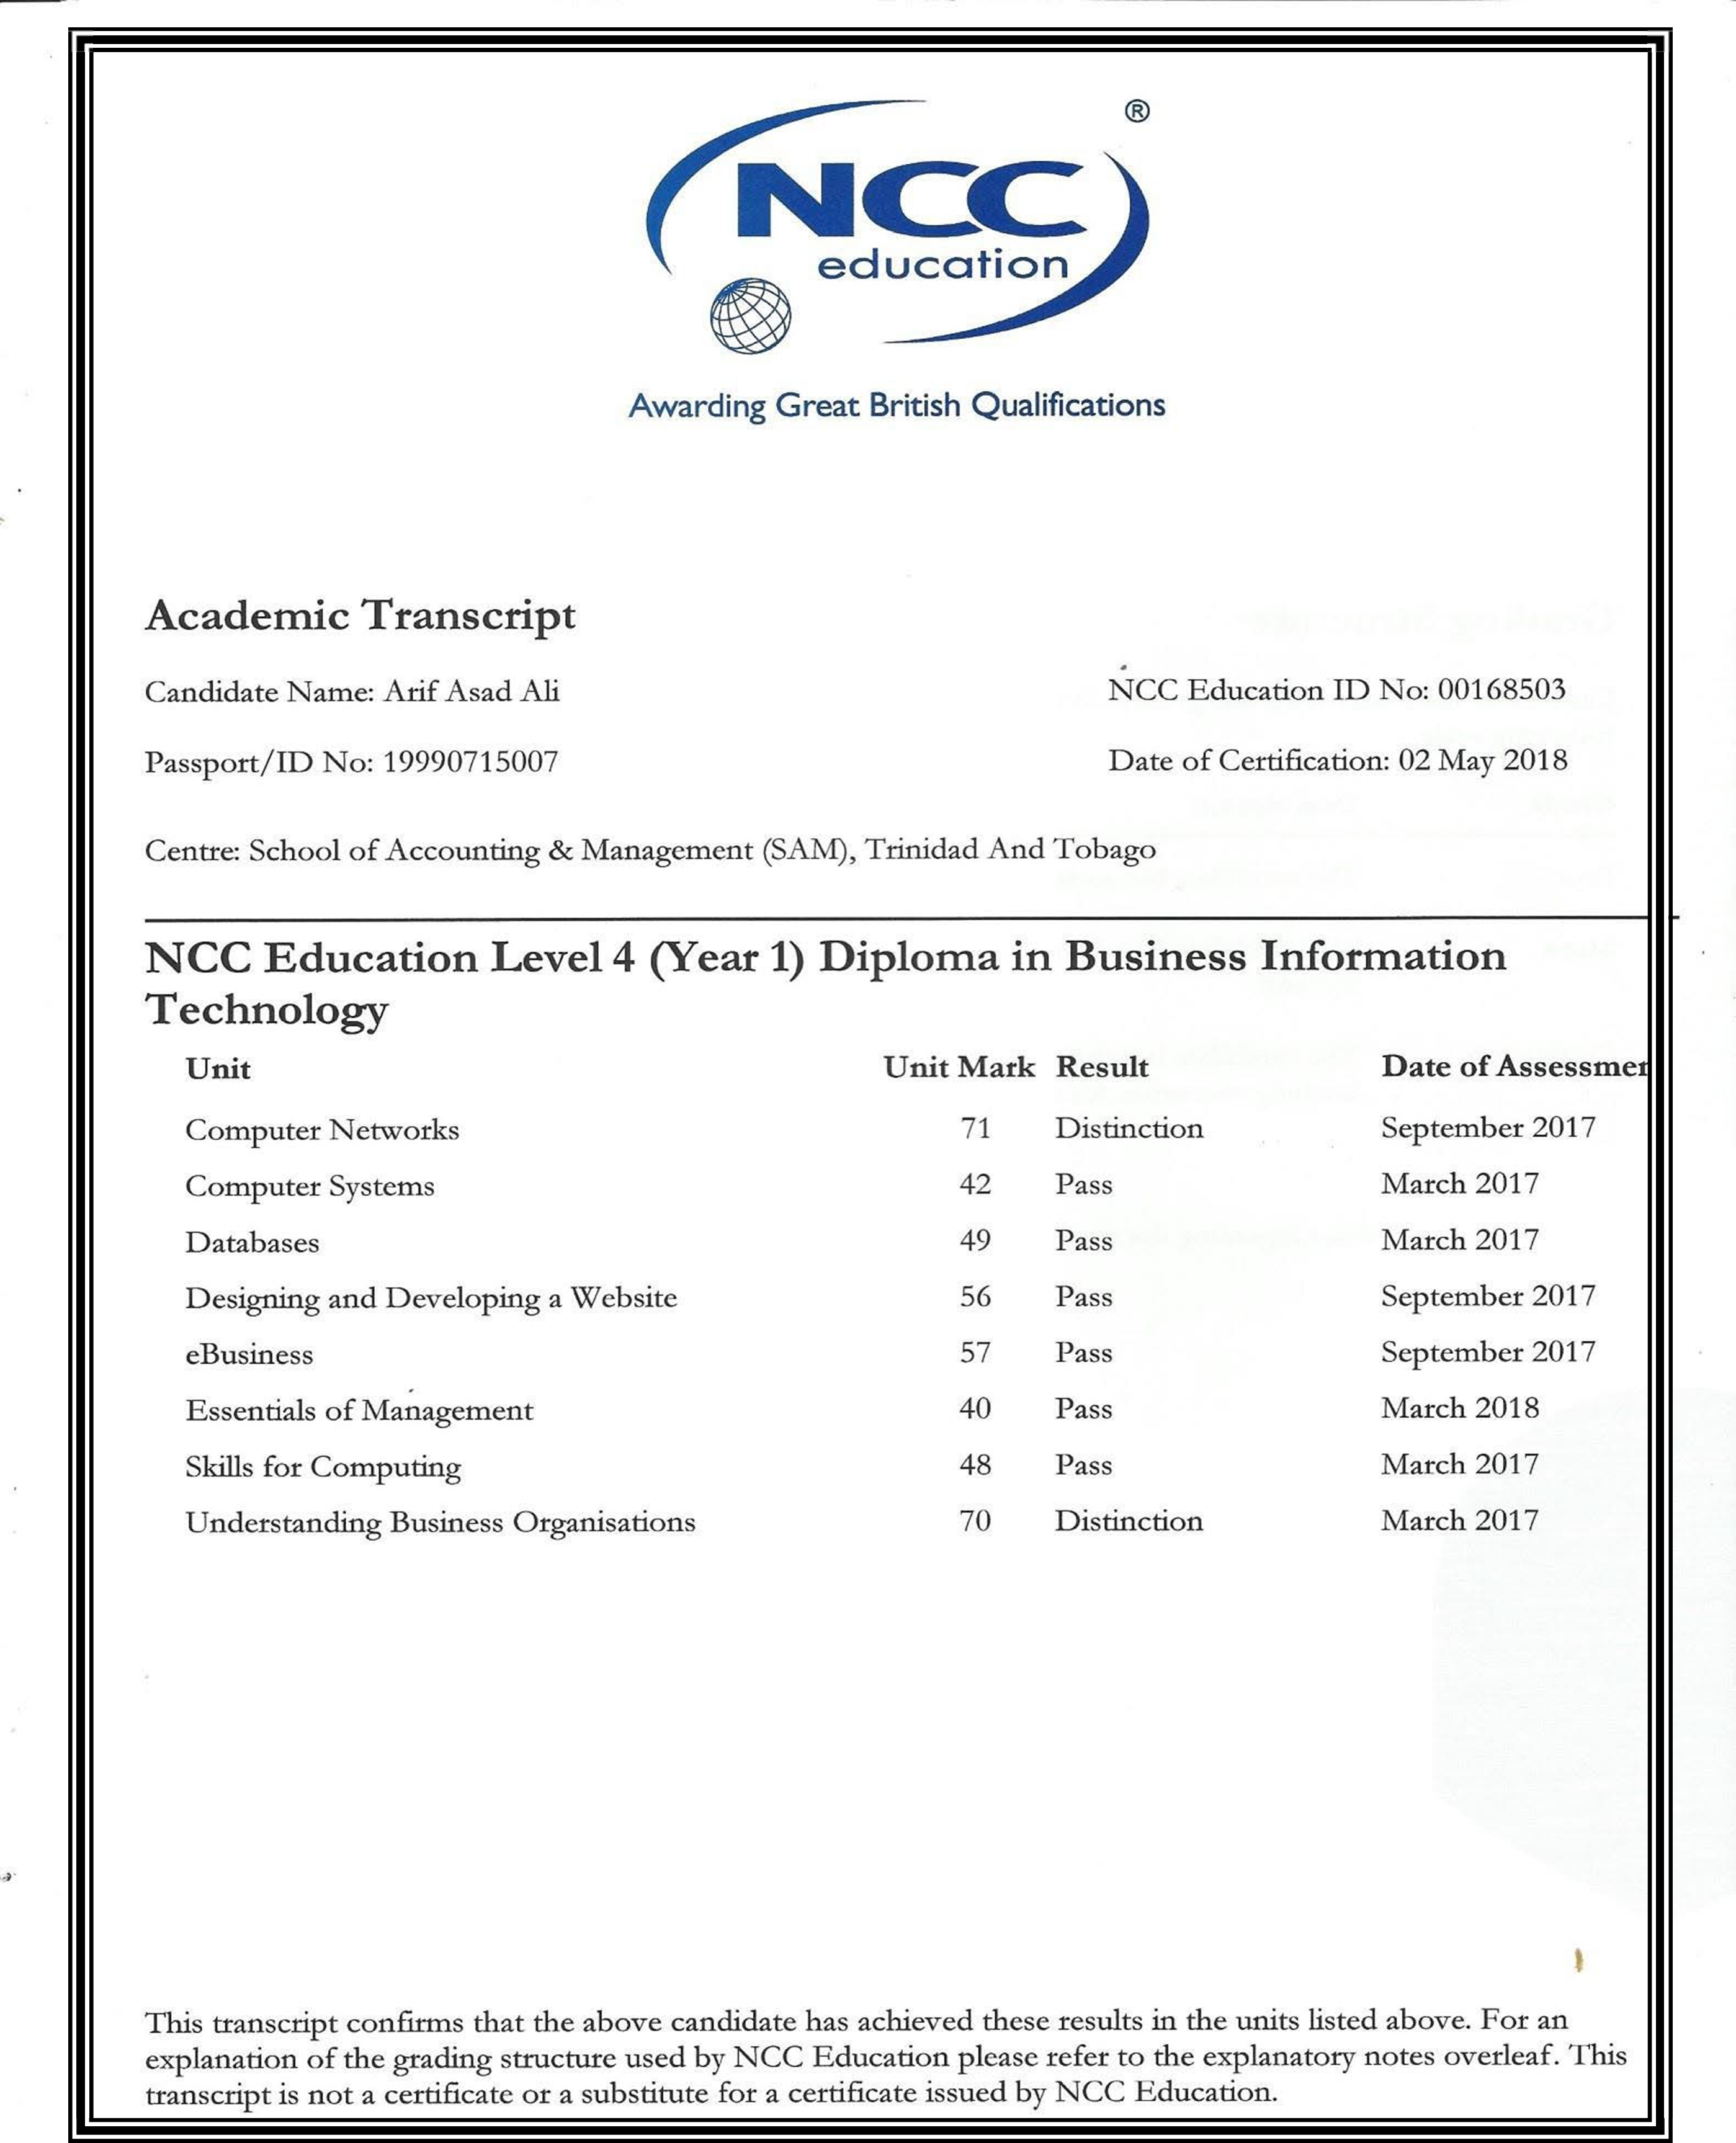 ®
NCC
education
Awarding Great British Qualifications
Academic Transcript
Candidate Name: Arif Asad Ali NCC Education ID No: 00168503
Passport/ID No: 19990715007 Date of Certification: 02 May 2018
Centre: School of Accounting & Management (SAM), Trinidad And Tobago
NCC Education Level 4 (Year 1) Diploma in Business Information
Technology
Unit Unit Mark Result Date of Assessmen
Computer Networks 71 Distinction September 2017
Computer Systems 42 Pass March 2017
Databases 49 Pass March 2017
Designing and Developing a Website 56 Pass September 2017
eBusiness 57 Pass September 2017
Essentials of Management 40 Pass March 2018
Skills for Computing 48 Pass March 2017
Understanding Business Organisations 70 Distinction March 2017
This transcript confirms that the above candidate has achieved these results in the units listed above. For an
explanation of the grading structure used by NCC Education please refer to the explanatory notes overleaf. This
transcript is not a certificate or a substitute for a certificate issued by NCC Education.